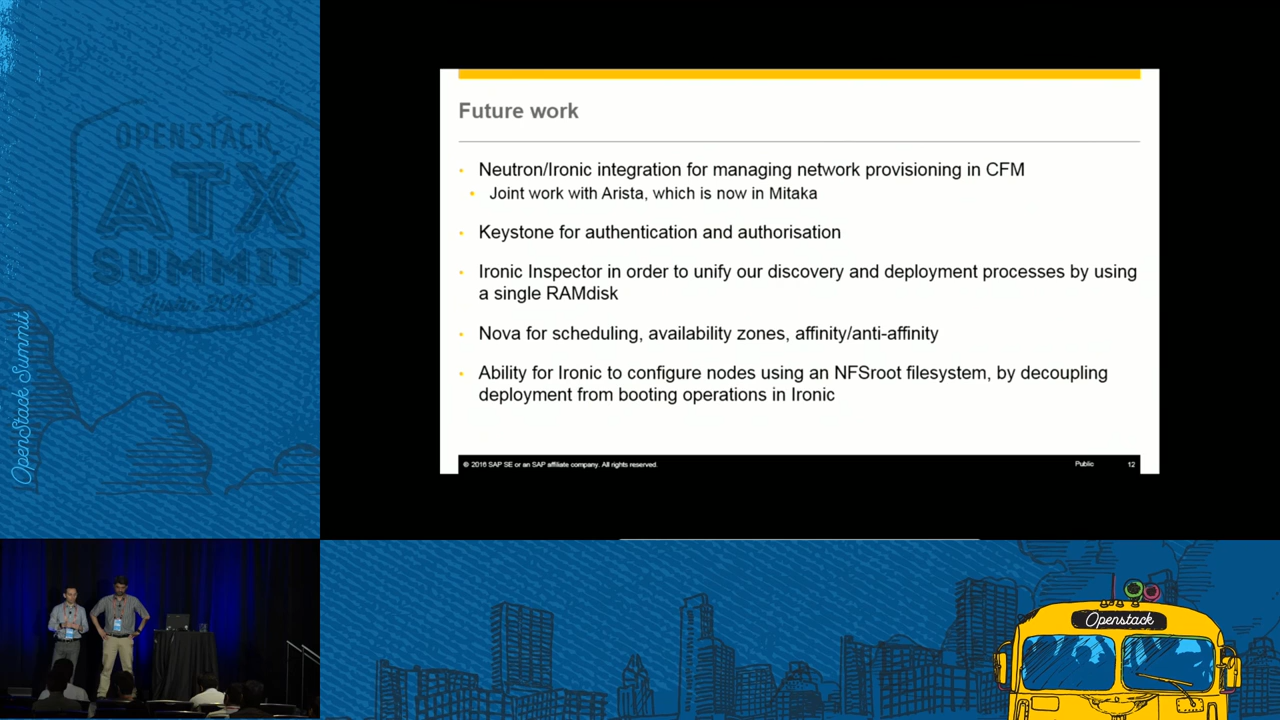 OPENSTACK
ATX
SUMMIT
Austin 2016
OpenStack Summit
Future work
• Neutron/Ironic integration for managing network provisioning in CFM
• Joint work with Arista, which is now in Mitaka
• Keystone for authentication and authorisation
• Ironic Inspector in order to unify our discovery and deployment processes by using
a single RAMdisk
• Nova for scheduling, availability zones, affinity/anti-affinity
• Ability for Ironic to configure nodes using an NFSroot filesystem, by decoupling
deployment from booting operations in Ironic
© 2016 SAP SE or an SAP affiliate company. All rights reserved.
Public
12
Openstack